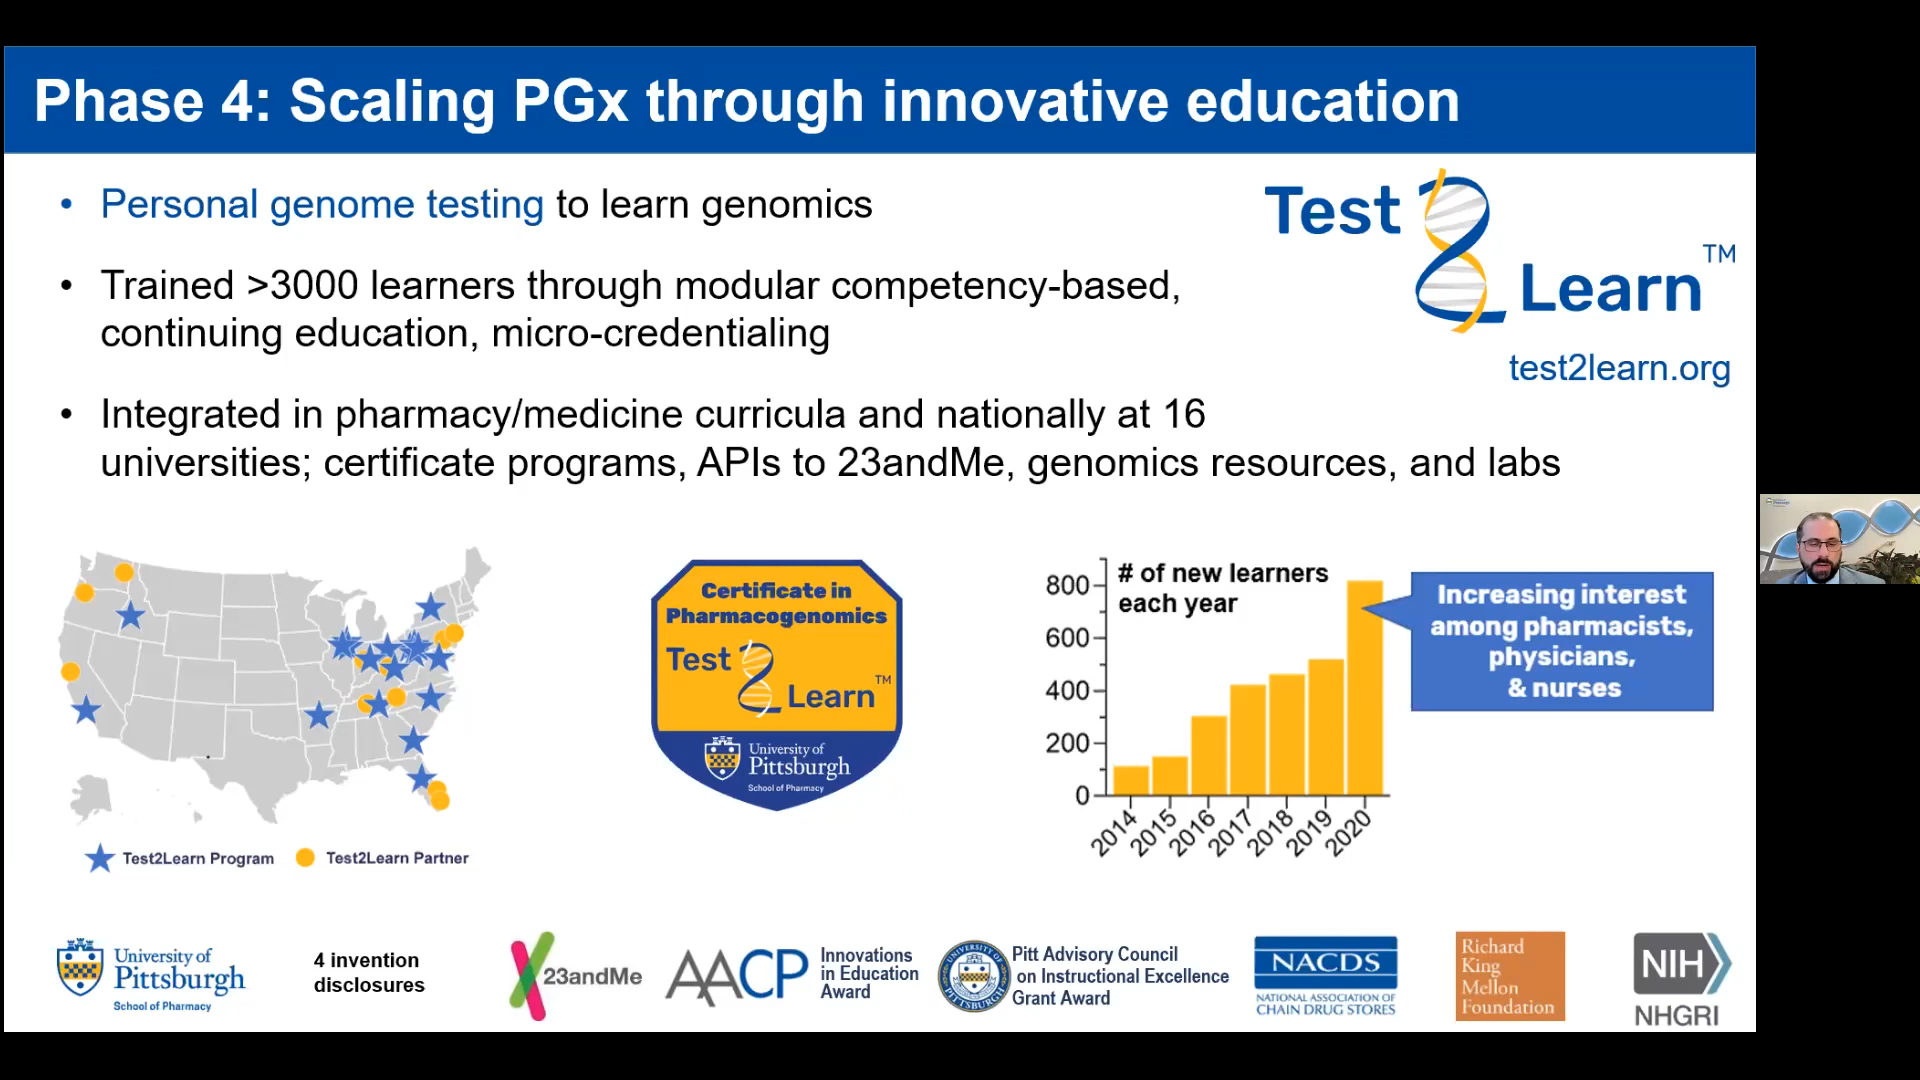 Phase 4: Scaling PGx through innovative education
• Personal genome testing to learn genomics
• Trained >3000 learners through modular competency-based,
continuing education, micro-credentialing
• Integrated in pharmacy/medicine curricula and nationally at 16
universities; certificate programs, APIs to 23andMe, genomics resources, and labs
Test
Learn™
test2learn.org
Test2Learn Program
Test2Learn Partner
Certificate in
Pharmacogenomics
Test
Learn™
University of
Pittsburgh
School of Pharmacy
# of new learners
each year
800
600
400
200
0
2014
2015
2016
2017
2018
2019
2020
Increasing interest
among pharmacists,
physicians,
& nurses
University of
Pittsburgh
School of Pharmacy
4 invention
disclosures
23andMe
AACP
Innovations
in Education
Award
Pitt Advisory Council
on Instructional Excellence
Grant Award
NACDS
NATIONAL ASSOCIATION OF
CHAIN DRUG STORES
Richard
King
Mellon
Foundation
NIH
NHGRI